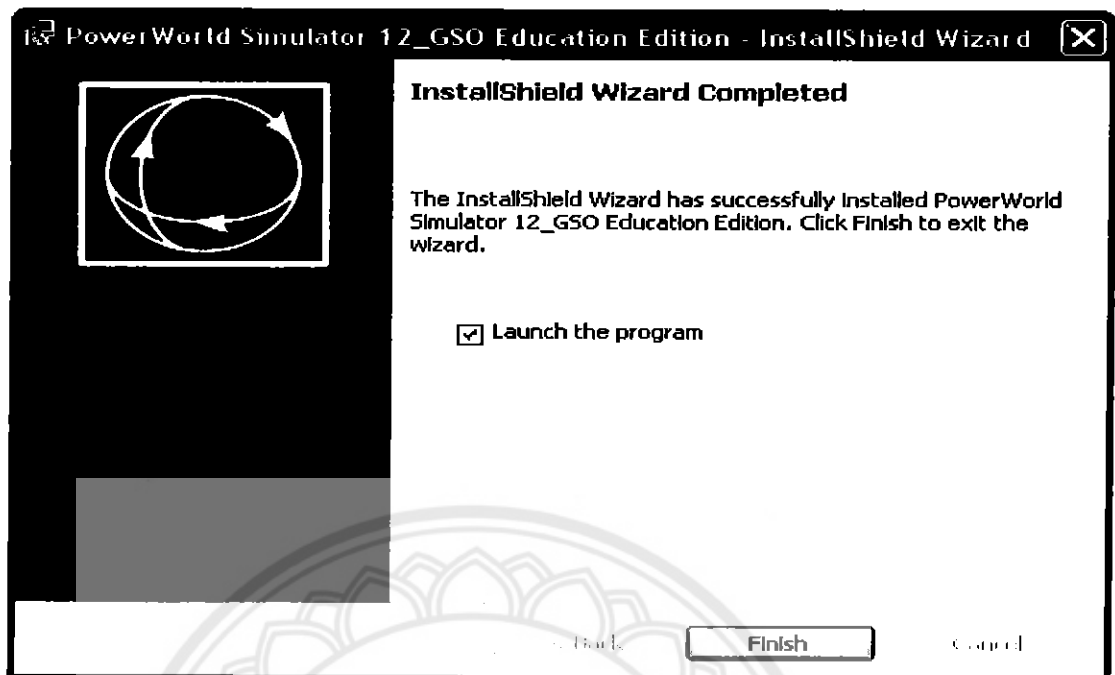 PowerWorld Simulator 12_GSO Education Edition - InstallShield Wizard
InstallShield Wizard Completed
The InstallShield Wizard has successfully installed PowerWorld
Simulator 12_GSO Education Edition. Click Finish to exit the
wizard.
Launch the program
Finish
Cancel